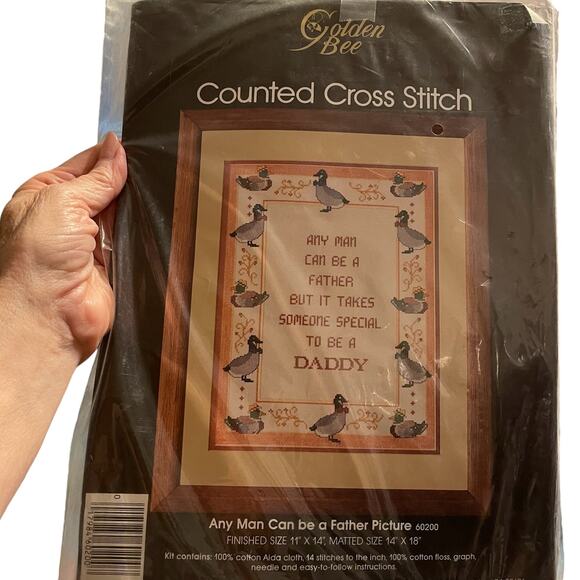 Golden
Bee
Counted Cross Stitch
ANY MAN
CAN BE A
FATHER
BUT IT TAKES
SOMEONE SPECIAL
TO BE A
DADDY
Any Man Can be a Father Picture 60200
FINISHED SIZE 11" X 14", MATTED SIZE 14" X 18"
Kit contains: 100% cotton Aida cloth, 14 stitches to the inch, 100% cotton floss, graph,
needle and easy-to-follow instructions.
0